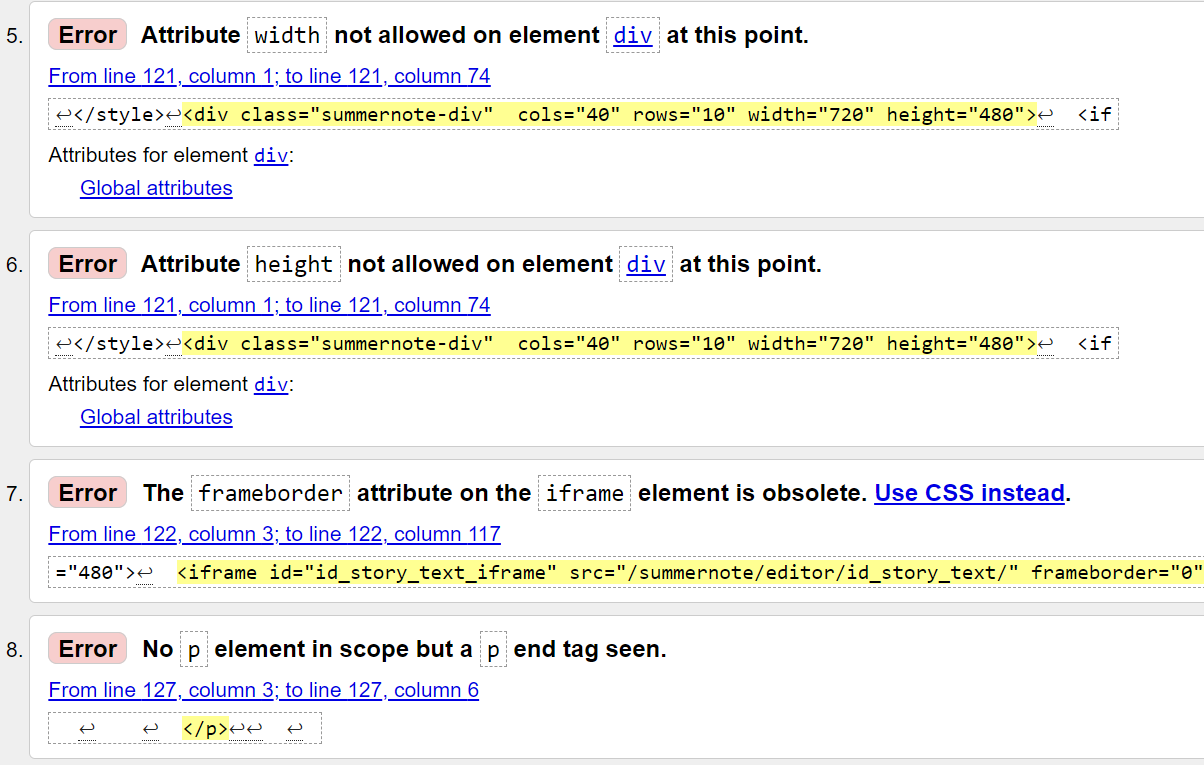 5. Error Attribute width not allowed on element div at this point.
From line 121, column 1; to line 121, column 74
↩</style>↩<div class="summernote-div"  cols="40" rows="10" width="720" height="480">↩  <if
Attributes for element div:
Global attributes
6. Error Attribute height not allowed on element div at this point.
From line 121, column 1; to line 121, column 74
↩</style>↩<div class="summernote-div"  cols="40" rows="10" width="720" height="480">↩  <if
Attributes for element div:
Global attributes
7. Error The frameborder attribute on the iframe element is obsolete. Use CSS instead.
From line 122, column 3; to line 122, column 117
="480">↩  <iframe id="id_story_text_iframe" src="/summernote/editor/id_story_text/" frameborder="0"
8. Error No p element in scope but a p end tag seen.
From line 127, column 3; to line 127, column 6
↩    ↩  </p>↩↩  ↩